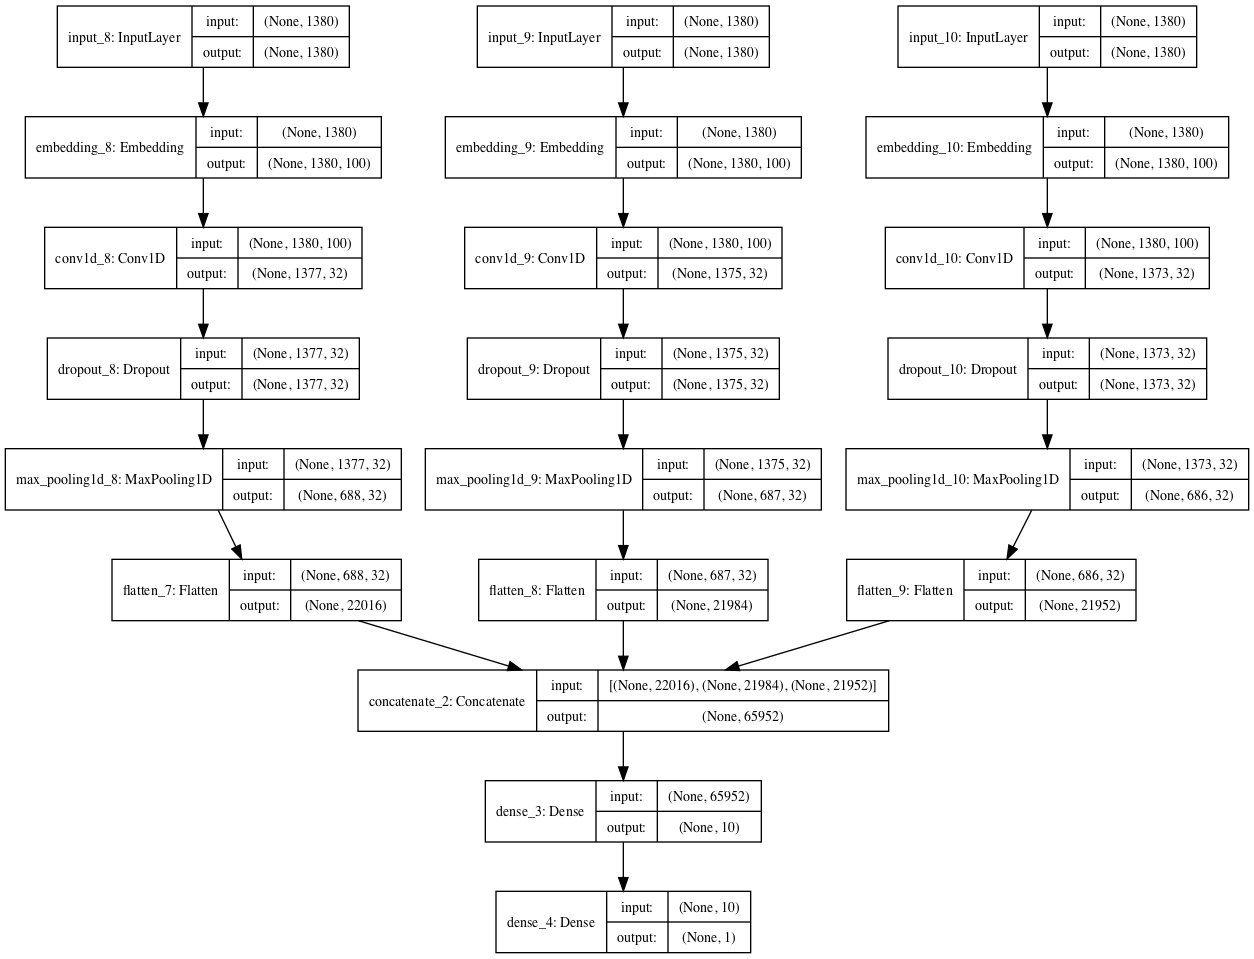 input_8: InputLayer
input: (None, 1380)
output: (None, 1380)
input_9: InputLayer
input: (None, 1380)
output: (None, 1380)
input_10: InputLayer
input: (None, 1380)
output: (None, 1380)
embedding_8: Embedding
input: (None, 1380)
output: (None, 1380, 100)
embedding_9: Embedding
input: (None, 1380)
output: (None, 1380, 100)
embedding_10: Embedding
input: (None, 1380)
output: (None, 1380, 100)
conv1d_8: Conv1D
input: (None, 1380, 100)
output: (None, 1377, 32)
conv1d_9: Conv1D
input: (None, 1380, 100)
output: (None, 1375, 32)
conv1d_10: Conv1D
input: (None, 1380, 100)
output: (None, 1373, 32)
dropout_8: Dropout
input: (None, 1377, 32)
output: (None, 1377, 32)
dropout_9: Dropout
input: (None, 1375, 32)
output: (None, 1375, 32)
dropout_10: Dropout
input: (None, 1373, 32)
output: (None, 1373, 32)
max_pooling1d_8: MaxPooling1D
input: (None, 1377, 32)
output: (None, 688, 32)
max_pooling1d_9: MaxPooling1D
input: (None, 1375, 32)
output: (None, 687, 32)
max_pooling1d_10: MaxPooling1D
input: (None, 1373, 32)
output: (None, 686, 32)
flatten_7: Flatten
input: (None, 688, 32)
output: (None, 22016)
flatten_8: Flatten
input: (None, 687, 32)
output: (None, 21984)
flatten_9: Flatten
input: (None, 686, 32)
output: (None, 21952)
concatenate_2: Concatenate
input: [(None, 22016), (None, 21984), (None, 21952)]
output: (None, 65952)
dense_3: Dense
input: (None, 65952)
output: (None, 10)
dense_4: Dense
input: (None, 10)
output: (None, 1)